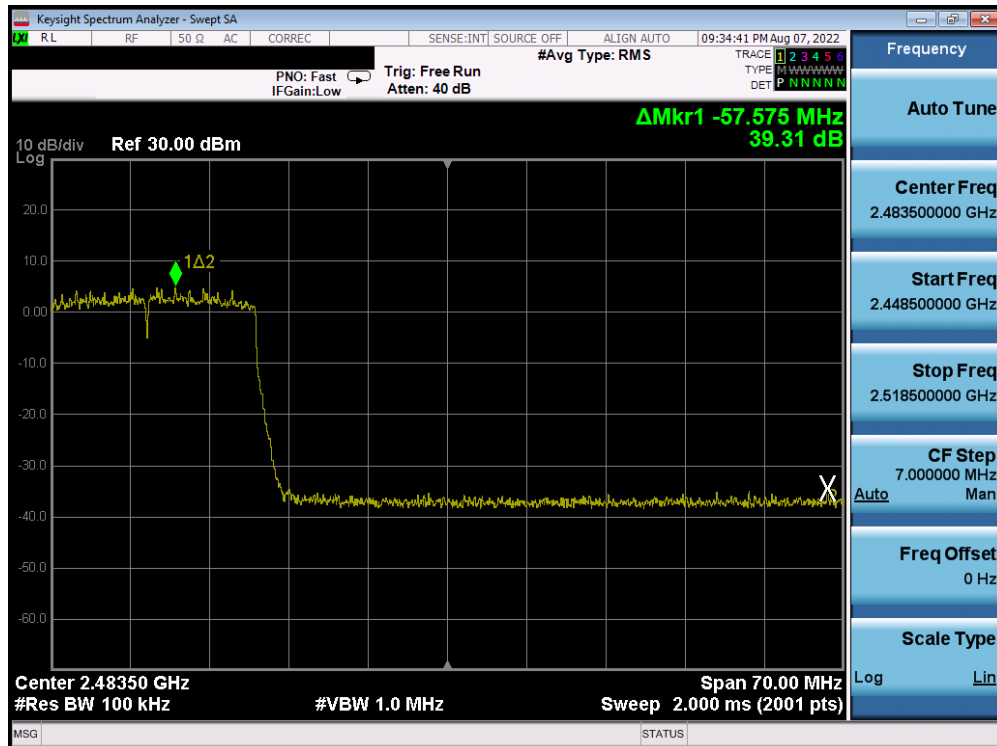 Keysight Spectrum Analyzer - Swept SA
LXI RL RF 50 Ω AC CORREC SENSE:INT SOURCE OFF ALIGN AUTO 09:34:41 PM Aug 07, 2022
#Avg Type: RMS
TRACE 1 2 3 4 5 6
TYPE M W W W W W
DET P N N N N N
PNO: Fast
IFGain:Low
Trig: Free Run
Atten: 40 dB
ΔMkr1 -57.575 MHz
39.31 dB
10 dB/div Ref 30.00 dBm
Log
20.0
10.0
0.00
-10.0
-20.0
-30.0
-40.0
-50.0
-60.0
1Δ2
X
Center 2.48350 GHz Span 70.00 MHz
#Res BW 100 kHz #VBW 1.0 MHz Sweep 2.000 ms (2001 pts)
MSG STATUS
Frequency
Auto Tune
Center Freq
2.483500000 GHz
Start Freq
2.448500000 GHz
Stop Freq
2.518500000 GHz
CF Step
7.000000 MHz
Auto Man
Freq Offset
0 Hz
Scale Type
Log Lin